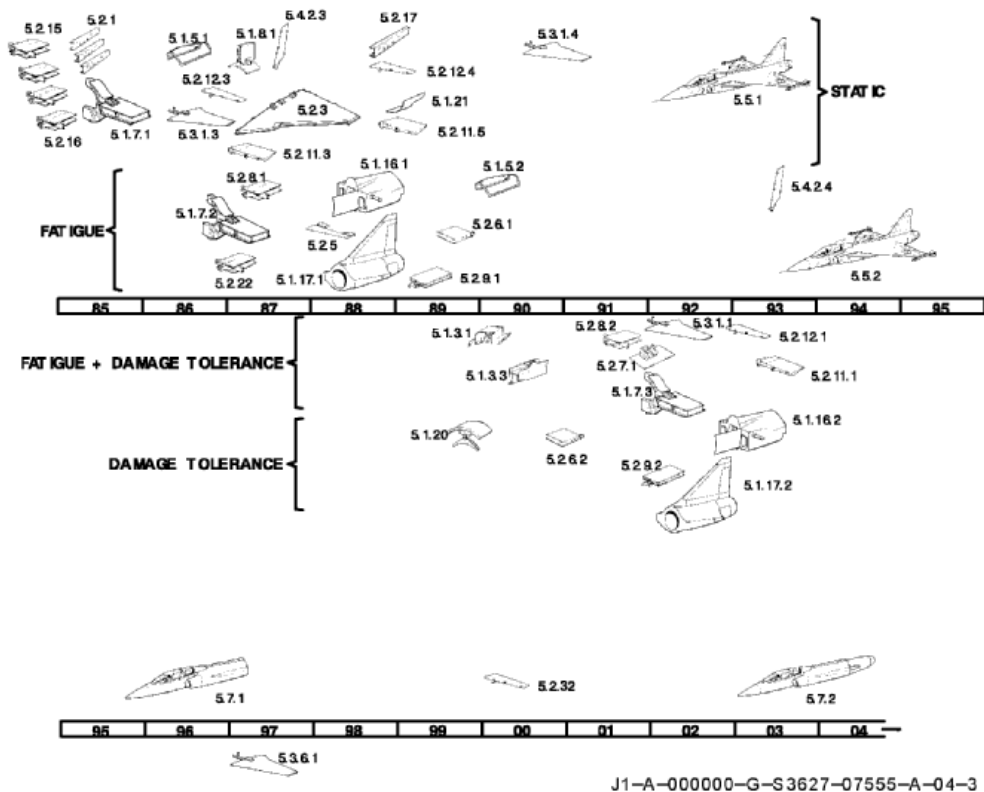 5.2.15 5.2.1 5.1.5.1 5.1.8.1 5.4.2.3 5.2.17 5.3.1.4
5.2.12.3 5.2.12.4
5.2.3 5.1.21 5.5.1 STATIC
5.2.16 5.1.7.1 5.3.1.3 5.2.11.5
5.2.11.3 5.1.16.1 5.1.5.2
5.2.8.1 5.4.2.4
5.1.7.2
FATIGUE 5.2.5 5.2.6.1
5.2.22 5.1.17.1 5.2.9.1 5.5.2
85 86 87 88 89 90 91 92 93 94 95
5.1.3.1 5.2.8.2 5.3.1.1 5.2.12.1
FATIGUE + DAMAGE TOLERANCE 5.2.7.1
5.1.3.3 5.1.7.3 5.2.11.1
5.1.20 5.1.16.2
DAMAGE TOLERANCE 5.2.6.2 5.2.9.2
5.1.17.2
5.7.1 5.2.32 5.7.2
95 96 97 98 99 00 01 02 03 04
5.3.6.1
J1-A-000000-G-S3627-07555-A-04-3